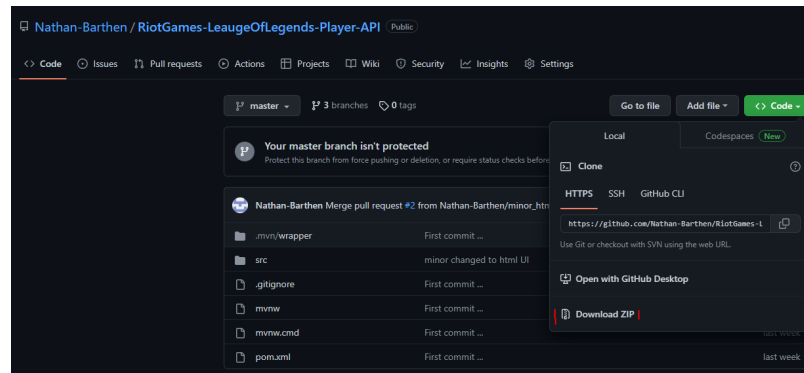 Nathan-Barthen / RiotGames-LeaugeOfLegends-Player-API Public
<> Code Issues Pull requests Actions Projects Wiki Security Insights Settings
master 3 branches 0 tags Go to file Add file <> Code
Your master branch isn't protected
Protect this branch from force pushing or deletion, or require status checks before
Local Codespaces New
Clone
HTTPS SSH GitHub CLI
https://github.com/Nathan-Barthen/RiotGames-L
Use Git or checkout with SVN using the web URL.
Open with GitHub Desktop
Download ZIP
Nathan-Barthen Merge pull request #2 from Nathan-Barthen/minor_htm
.mvn/wrapper First commit ...
src minor changed to html UI
.gitignore First commit ...
mvnw First commit ...
mvnw.cmd First commit ... last week
pom.xml First commit ... last week